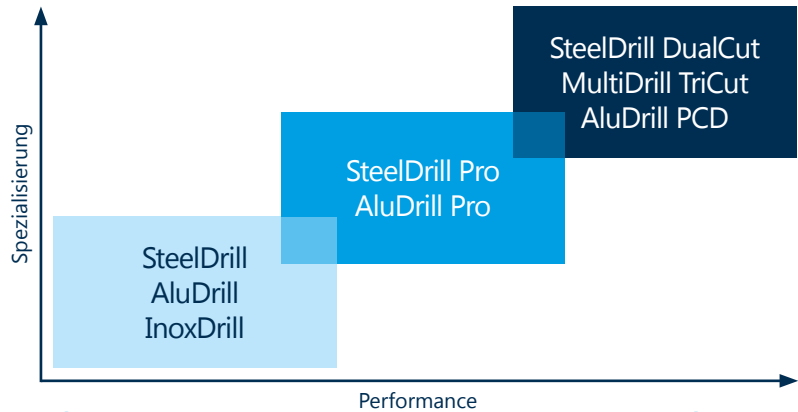 Spezialisierung
SteelDrill DualCut
MultiDrill TriCut
AluDrill PCD
SteelDrill Pro
AluDrill Pro
SteelDrill
AluDrill
InoxDrill
Performance